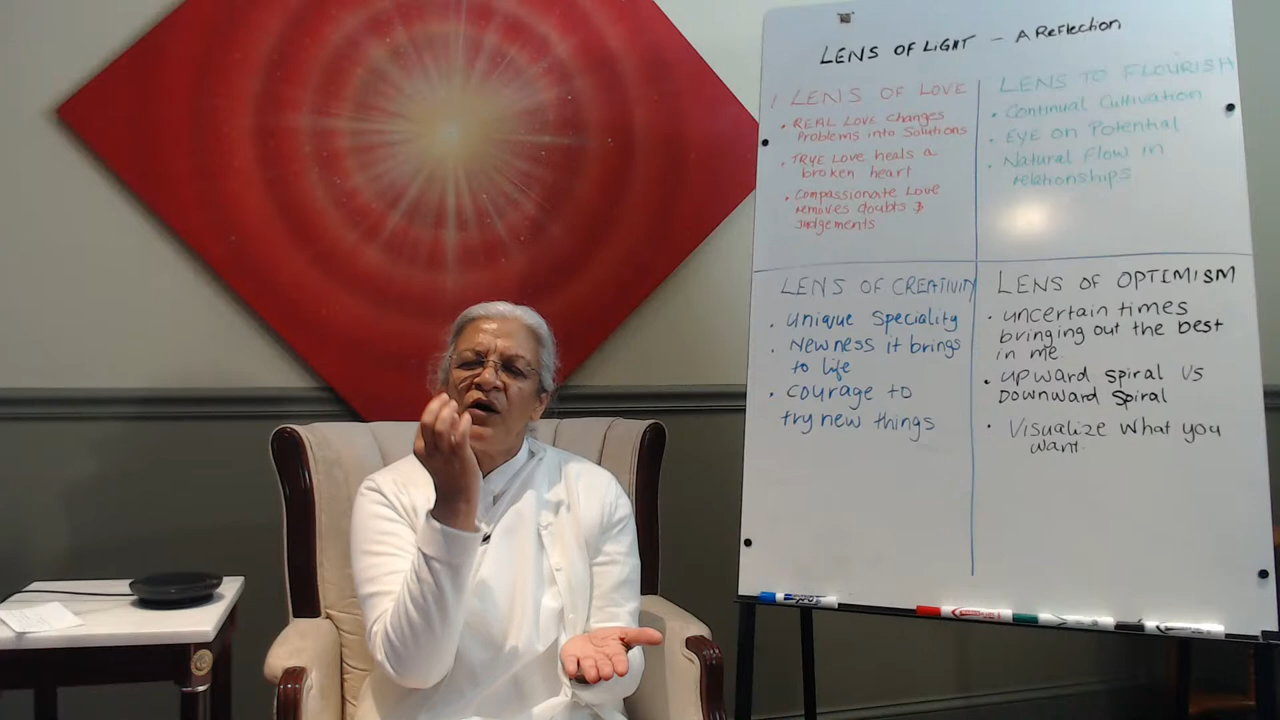 LENS OF LIGHT - A Reflection
1 LENS OF LOVE
• REAL LOVE changes
Problems into Solutions
• TRYE LOVE heals a
broken heart
• Compassionate Love
removes doubts &
Judgements
LENS TO FLOURISH
• Continual Cultivation
• Eye on Potential
• Natural Flow in
relationships
LENS OF CREATIVITY
• Unique Speciality
• Newness it brings
to life
• Courage to
try new things
LENS OF OPTIMISM
• uncertain times
bringing out the best
in me.
• upward spiral vs
Downward spiral
• Visualize what you
want.